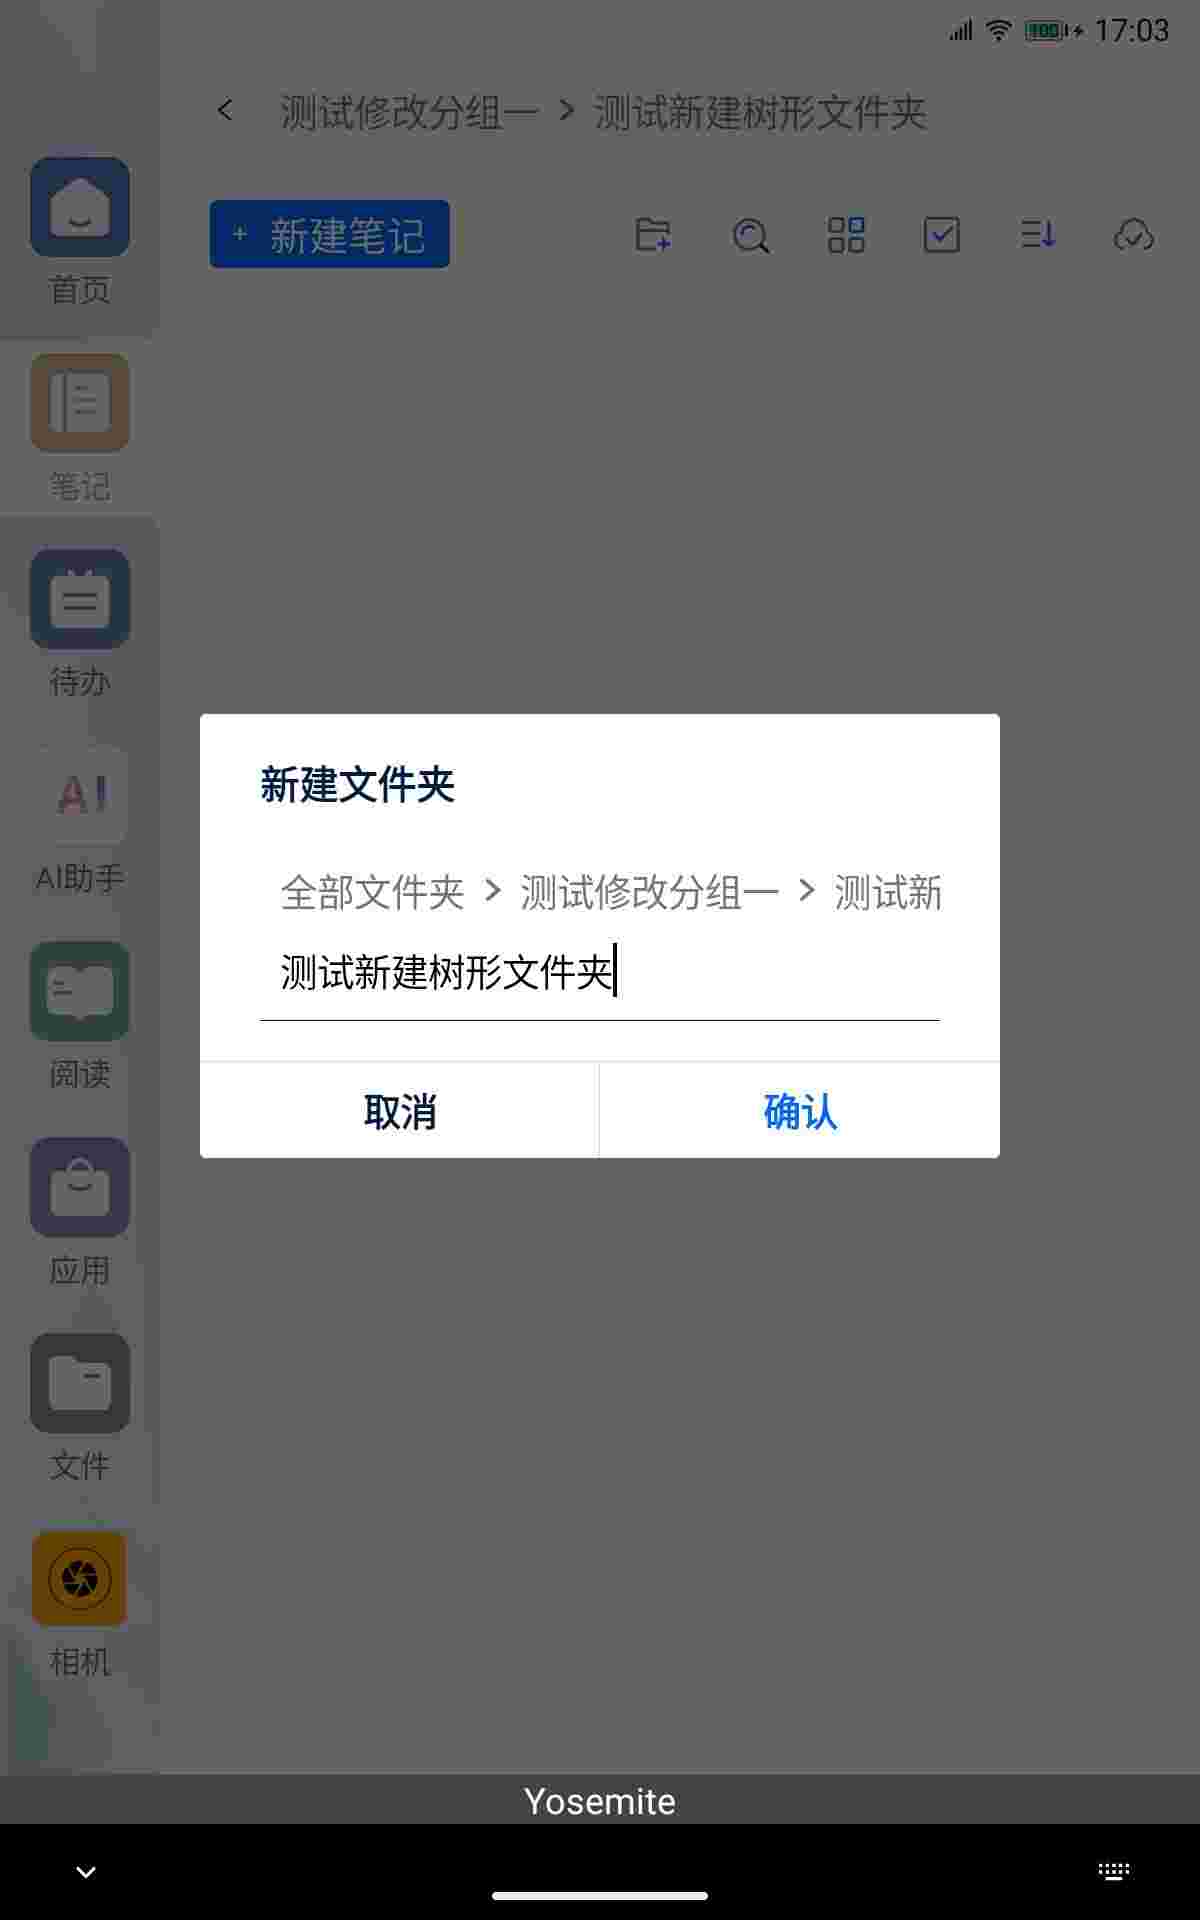 100 17:03
测试修改分组一 > 测试新建树形文件夹
+ 新建笔记
首页
笔记
待办
AI
AI助手
阅读
应用
文件
相机
新建文件夹
全部文件夹 > 测试修改分组一 > 测试新
测试新建树形文件夹
取消
确认
Yosemite